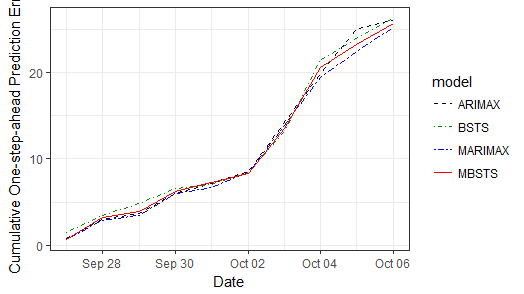 Cumulative One-step-ahead Prediction
20
10
0
Sep 28
Sep 30
Oct 02
Oct 04
Oct 06
Date
model
ARIMAX
BSTS
MARIMAX
MBSTS